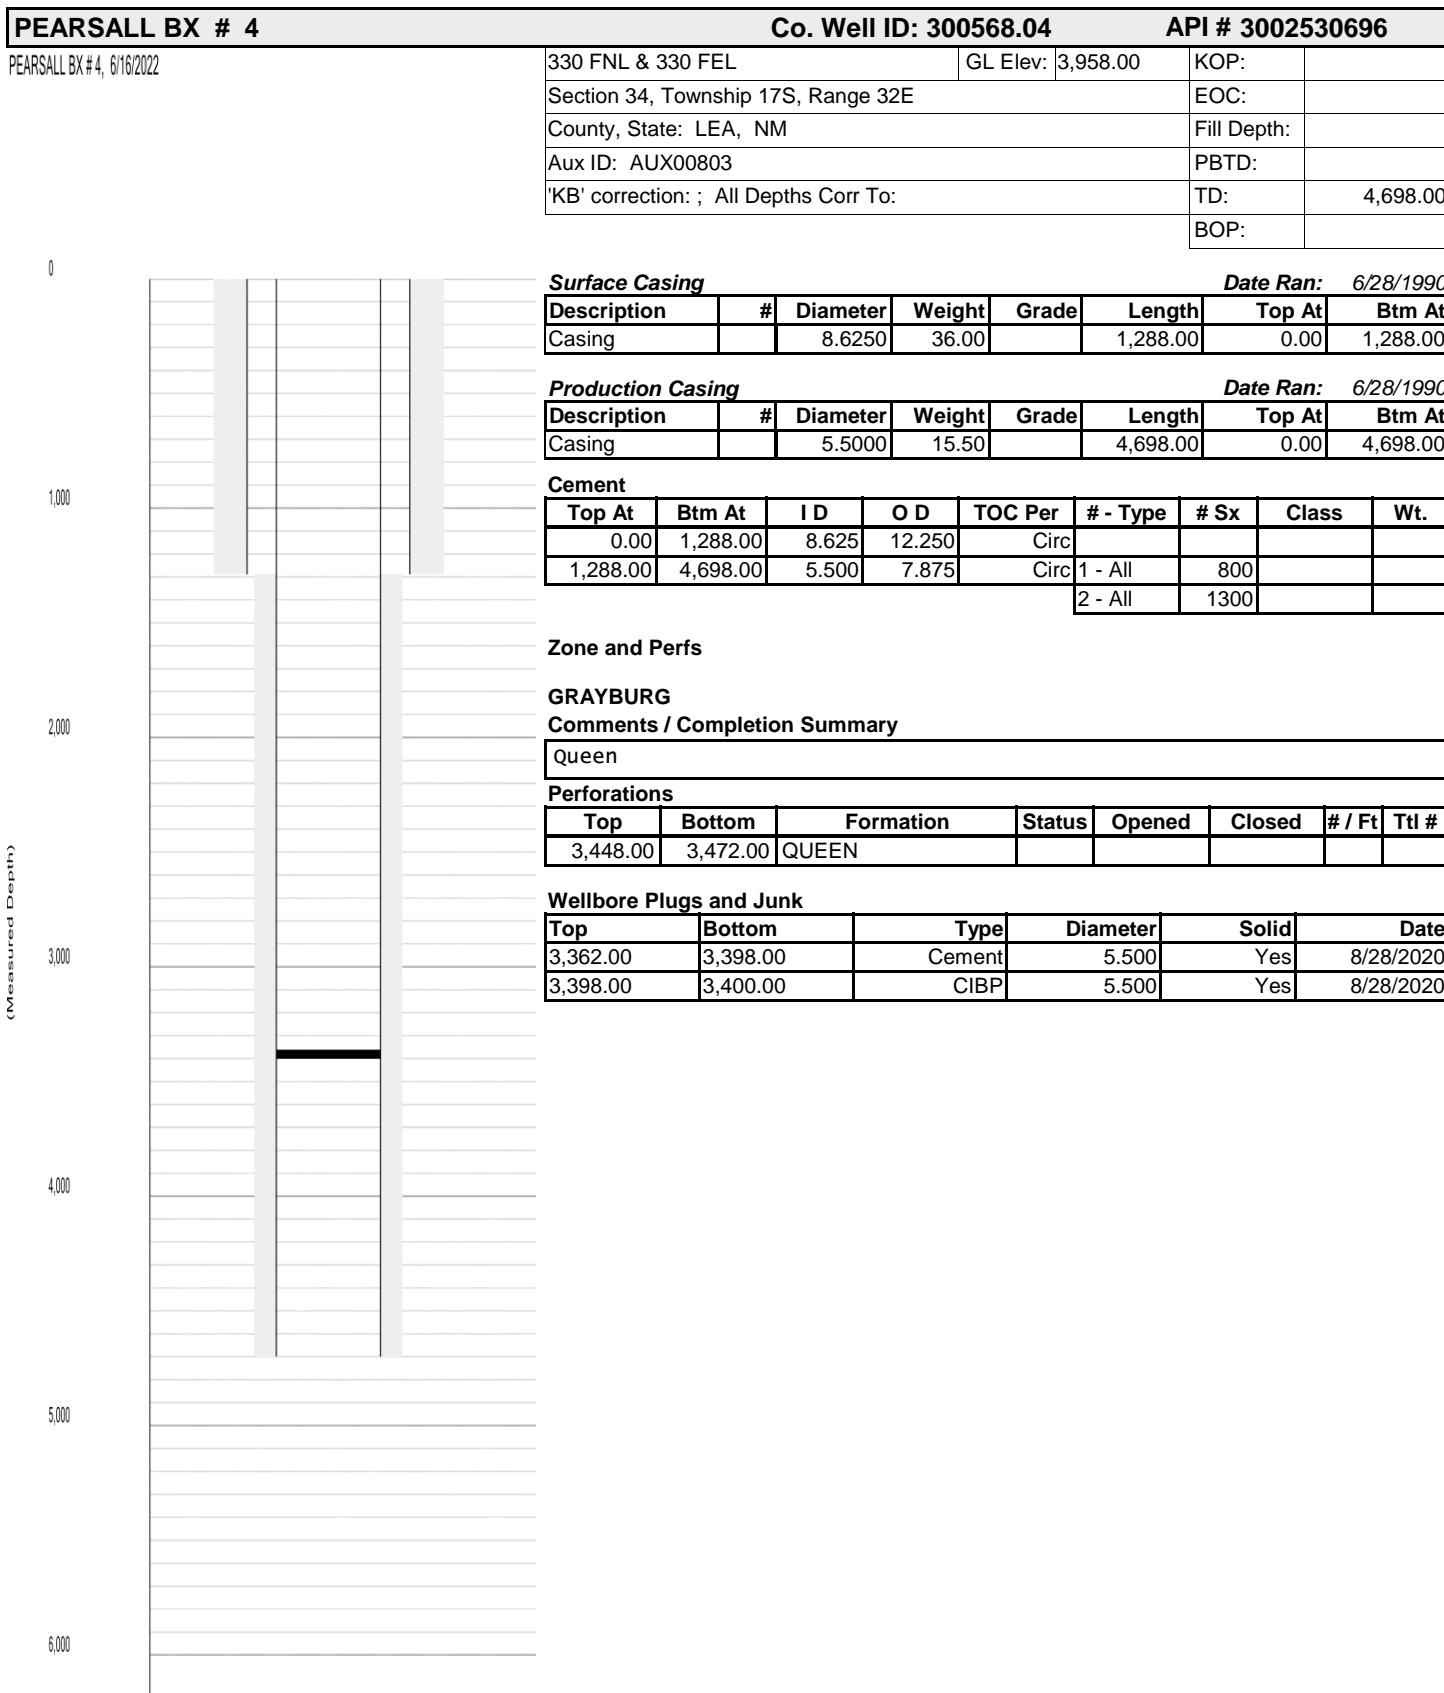 PEARSALL BX # 4 Co. Well ID: 300568.04 API # 3002530696
PEARSALL BX # 4, 6/16/2022
330 FNL & 330 FEL GL Elev: 3,958.00 KOP:
Section 34, Township 17S, Range 32E EOC:
County, State: LEA, NM Fill Depth:
Aux ID: AUX00803 PBTD:
'KB' correction: ; All Depths Corr To: TD: 4,698.00
BOP:
0
Surface Casing Date Ran: 6/28/1990
Description # Diameter Weight Grade Length Top At Btm At
Casing 8.6250 36.00 1,288.00 0.00 1,288.00
Production Casing Date Ran: 6/28/1990
Description # Diameter Weight Grade Length Top At Btm At
Casing 5.5000 15.50 4,698.00 0.00 4,698.00
Cement
1,000
Top At Btm At I D O D TOC Per # - Type # Sx Class Wt.
0.00 1,288.00 8.625 12.250 Circ
1,288.00 4,698.00 5.500 7.875 Circ 1 - All 800
2 - All 1300
Zone and Perfs
GRAYBURG
Comments / Completion Summary
2,000
Queen
Perforations
Top Bottom Formation Status Opened Closed # / Ft Ttl #
3,448.00 3,472.00 QUEEN
Wellbore Plugs and Junk
Top Bottom Type Diameter Solid Date
3,362.00 3,398.00 Cement 5.500 Yes 8/28/2020
3,398.00 3,400.00 CIBP 5.500 Yes 8/28/2020
(Measured Depth)
3,000
4,000
5,000
6,000